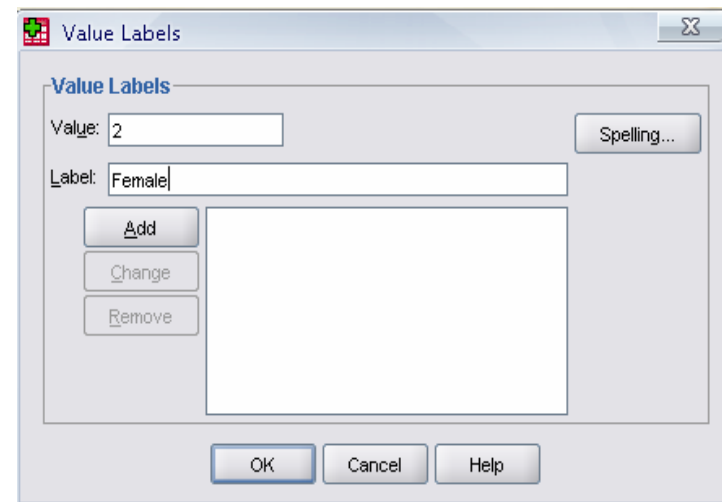 Value Labels
Value Labels
Value: 2
Spelling...
Label: Female
Add
Change
Remove
OK Cancel Help